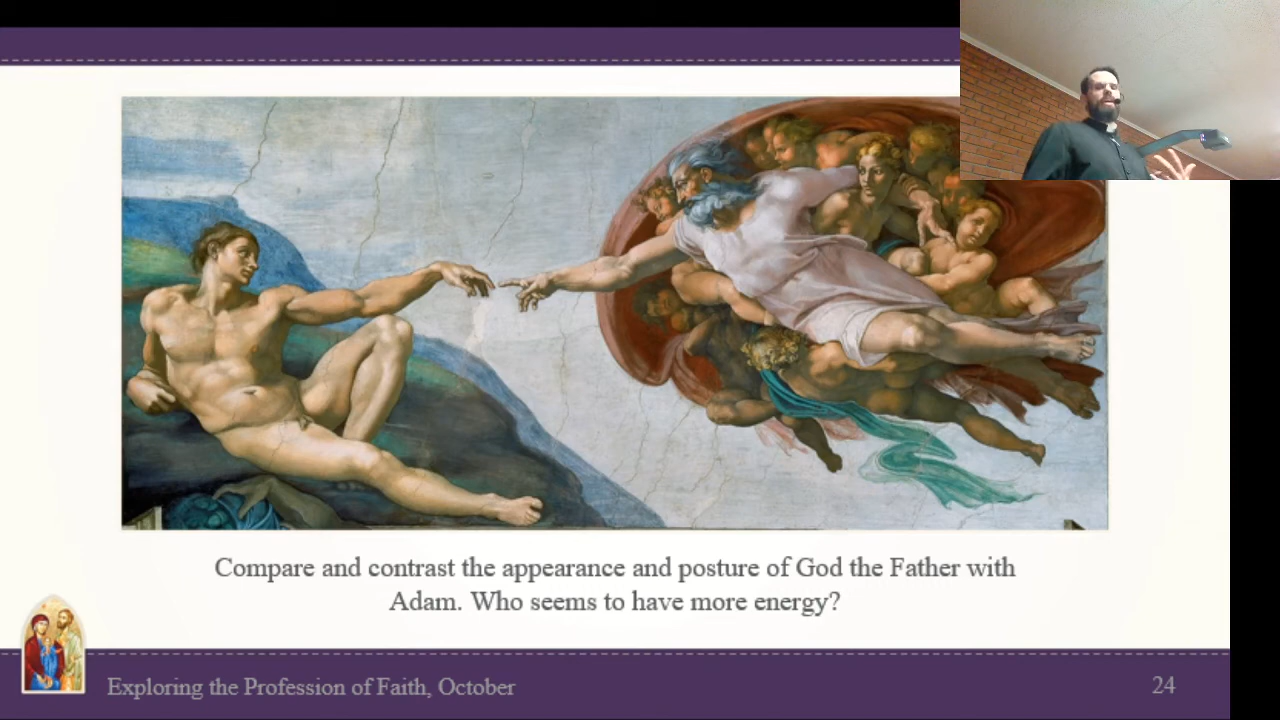 Compare and contrast the appearance and posture of God the Father with
Adam. Who seems to have more energy?
Exploring the Profession of Faith, October
24